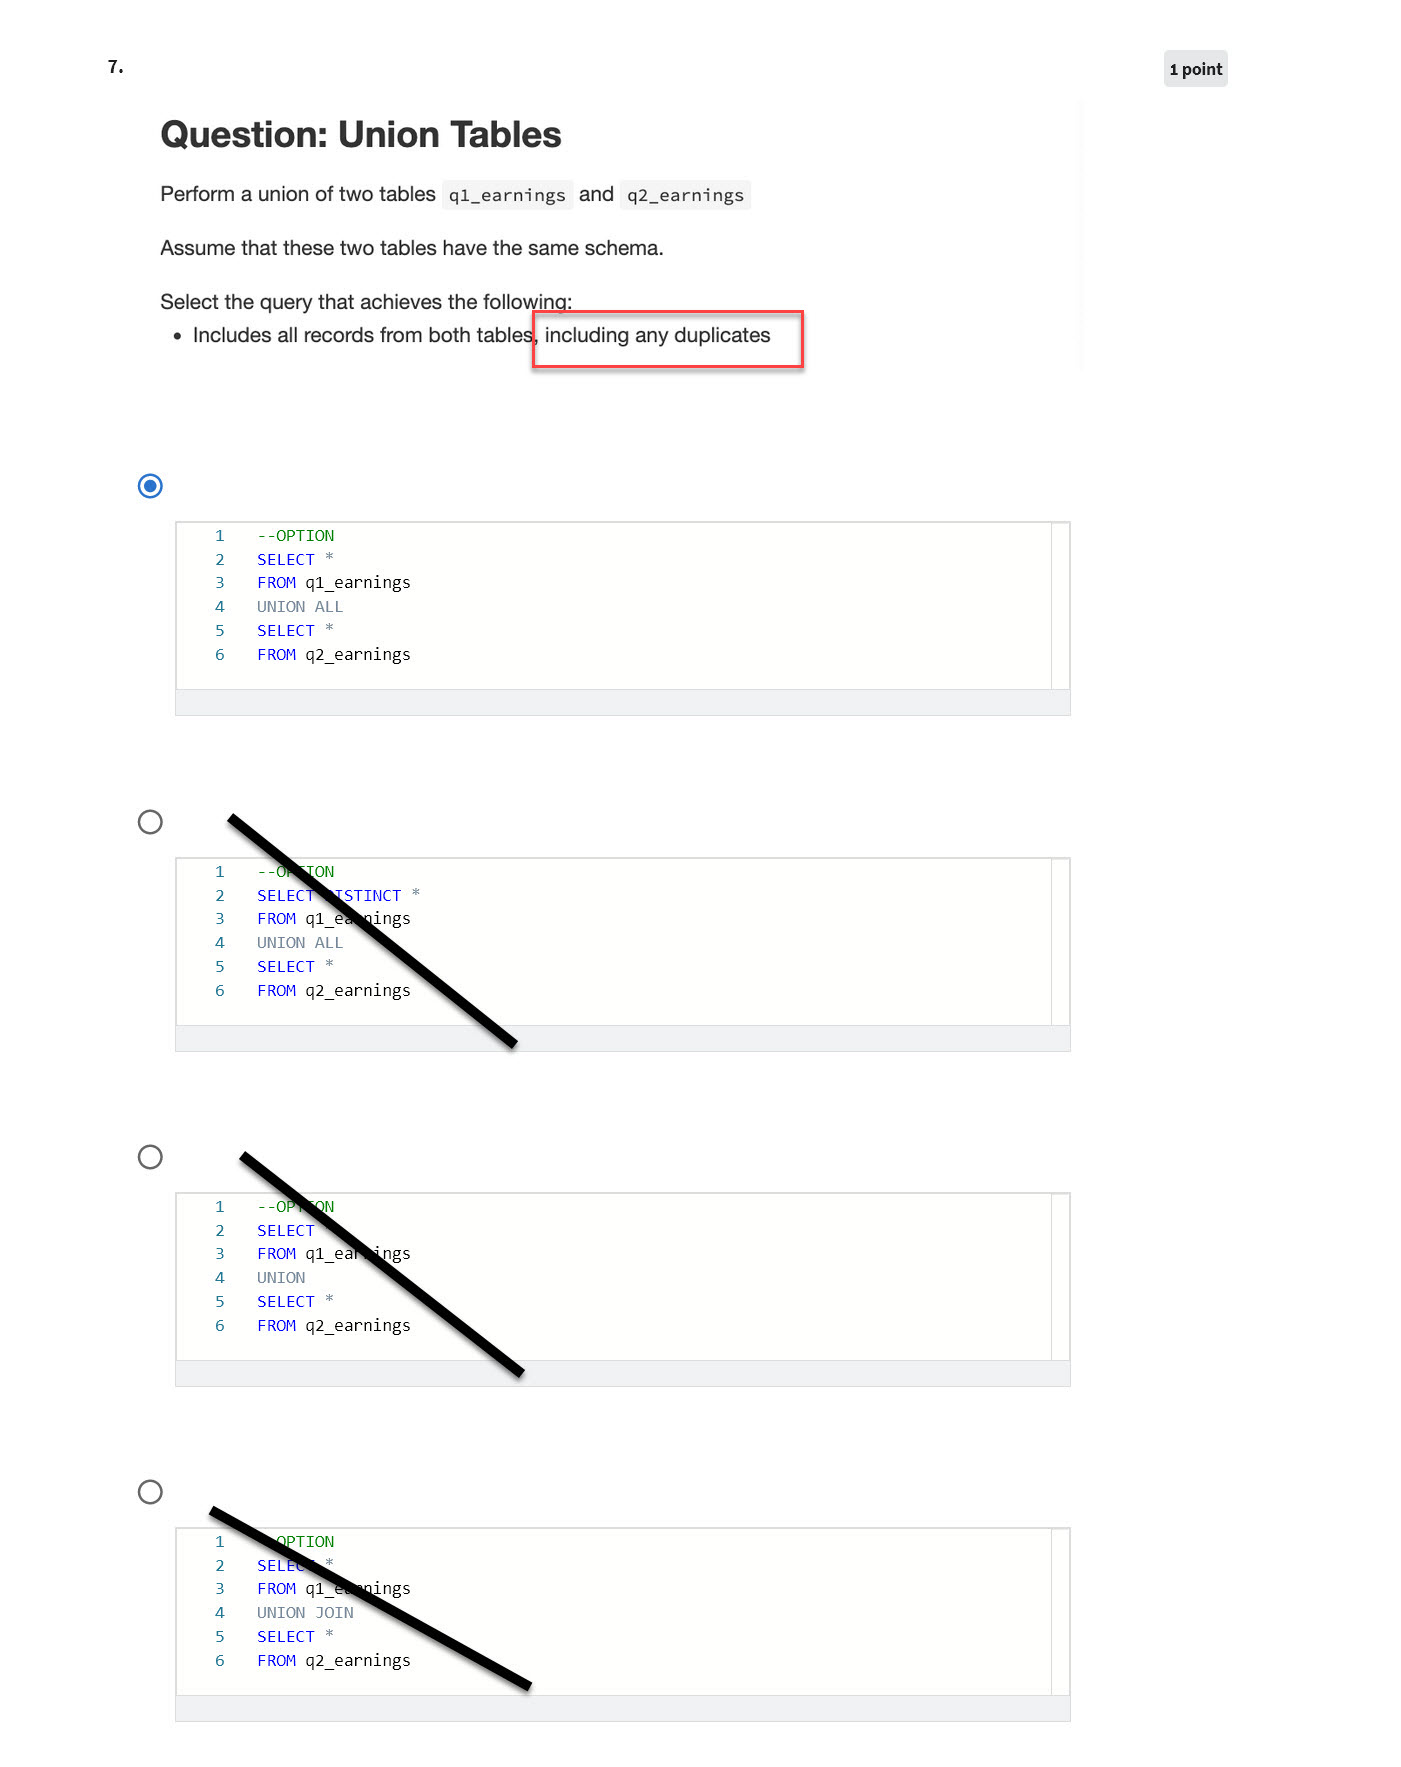 7.
1 point
Question: Union Tables
Perform a union of two tables q1_earnings and q2_earnings
Assume that these two tables have the same schema.
Select the query that achieves the following:
• Includes all records from both tables, including any duplicates
1 --OPTION
2 SELECT *
3 FROM q1_earnings
4 UNION ALL
5 SELECT *
6 FROM q2_earnings
1 --OPTION
2 SELECT DISTINCT *
3 FROM q1_earnings
4 UNION ALL
5 SELECT *
6 FROM q2_earnings
1 --OPTION
2 SELECT
3 FROM q1_earnings
4 UNION
5 SELECT *
6 FROM q2_earnings
1 --OPTION
2 SELECT *
3 FROM q1_earnings
4 UNION JOIN
5 SELECT *
6 FROM q2_earnings